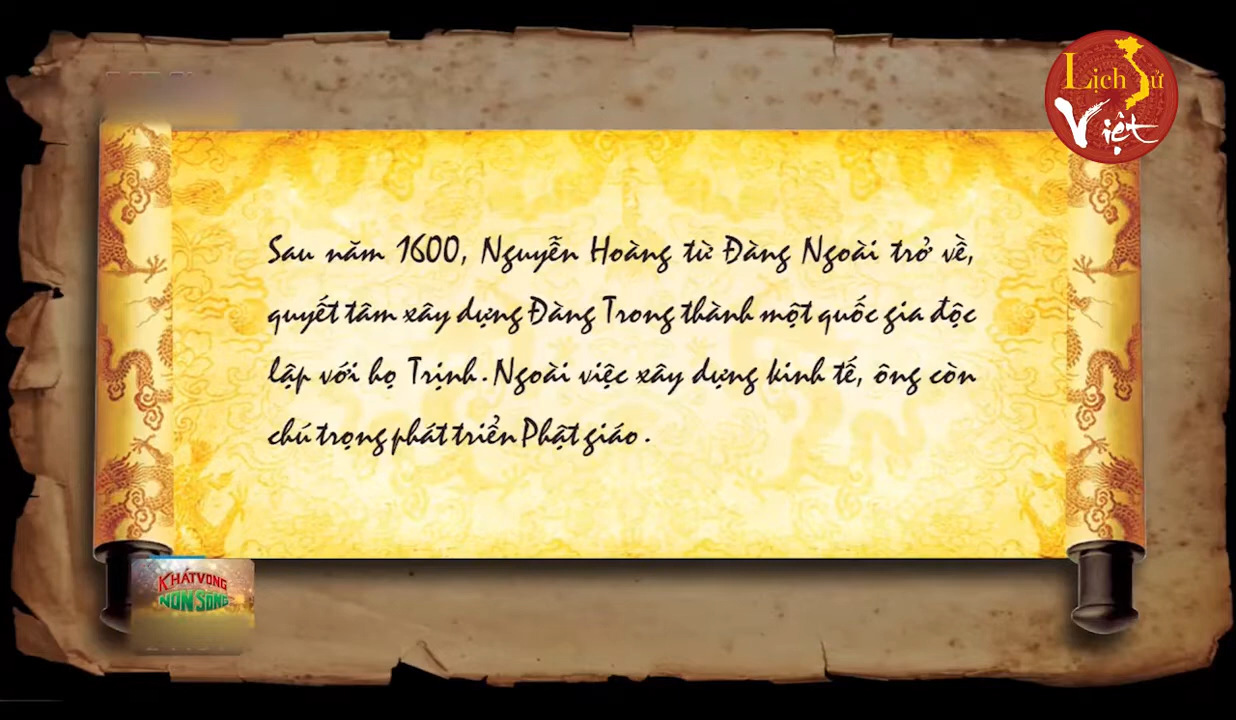 Lịch Sử
Việt
Sau năm 1600, Nguyễn Hoàng từ Đàng Ngoài trở về,
quyết tâm xây dựng Đàng Trong thành một quốc gia độc
lập với họ Trịnh. Ngoài việc xây dựng kinh tế, ông còn
chú trọng phát triển Phật giáo.
KHÁT VỌNG
NON SÔNG